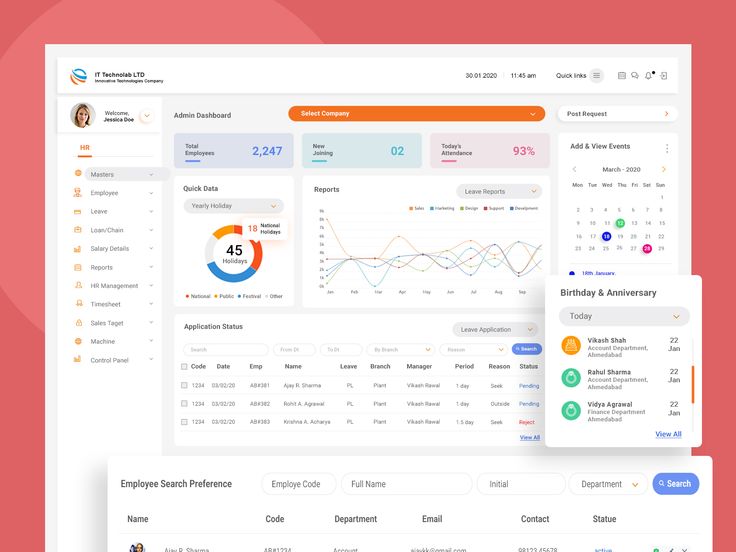 IT Technolab LTD
Innovative Technologies Company
30.01 2020 11:45 am Quick links
Welcome,
Jessica Doe
HR
Masters
Employee
Leave
Loan/Chain
Salary Details
Reports
HR Management
Timesheet
Sales Taget
Machine
Control Panel
Admin Dashboard
Select Company
Post Request
Total
Employees
2,247
New
Joining
02
Today's
Attendance
93%
Add & View Events
March - 2020
Mon Tue Wed Thu Fri Sat Sun
1
2 3 4 5 6 7 8
9 10 11 12 13 14 15
16 17 18 19 20 21 22
23 24 25 26 27 28 29
18th January,
Quick Data
Yearly Holiday
18 National
Holidays
45
Holidays
National Public Festival Other
Reports
Leave Reports
Sales Marketing Design Support Develpment
9k
8k
7k
6k
5k
4k
3k
2k
1k
0k
Jan Mar Apr May Jun Jul Aug Sep
Birthday & Anniversary
Today
Vikash Shah
Account Department,
Ahmedabad
22
Jan
Rahul Sharma
Account Department,
Ahmedabad
22
Jan
Vidya Agrawal
Finance Department
Ahmedabad
22
Jan
View All
Application Status
Leave Application
Search From Dt To Dt By Branch Reason Search
Code Date Emp Name Leave Branch Manager Period Reason Status
1234 03/02/20 AB#381 Ajay R. Sharma PL Plant Vikash Rawal 1 day Seek Pending
1234 03/02/20 AB#382 Rohit A. Agrawal PL Plant Vikash Rawal 1 day Outside Pending
1234 03/02/20 AB#383 Krishna A. Acharya PL Plant Vikash Rawal 1.5 day Seek Reject
View All
Employee Search Preference
Employe Code Full Name Initial Department Search
Name Code Department Email Contact Statue
Ajay R. Sharma AB#1234 Account ajaykk@gmail.com 98123 45678 active